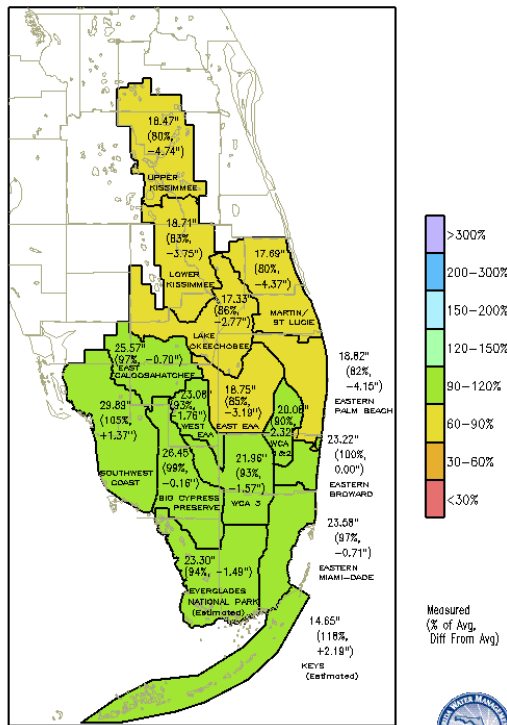 18.47"
(80%,
-4.74")
UPPER
KISSIMMEE
18.71"
(83%,
-3.75")
LOWER
KISSIMMEE
17.69"
(80%,
-4.37")
MARTIN/
ST LUCIE
17.33"
(86%,
-2.77")
LAKE
OKEECHOBEE
25.57"
(97%, -0.70")
EAST
CALOOSAHATCHEE
18.82"
(82%,
-4.15")
EASTERN
PALM BEACH
23.08"
(93%,
-1.76")
WEST
EAA
18.75"
(85%,
-3.19")
EAST EAA
20.08"
(90%,
-2.32")
WCA
1&2
29.89"
(105%,
+1.37")
SOUTHWEST
COAST
26.45"
(99%,
-0.16")
BIG CYPRESS
PRESERVE
21.96"
(93%,
-1.57")
WCA 3
23.22"
(100%,
0.00")
EASTERN
BROWARD
23.58"
(97%,
-0.71")
EASTERN
MIAMI-DADE
23.30"
(94%, -1.49")
EVERGLADES
NATIONAL PARK
(Estimated)
14.65"
(118%,
+2.19")
KEYS
(Estimated)
>300%
200-300%
150-200%
120-150%
90-120%
60-90%
30-60%
<30%
Measured
(% of Avg,
Diff From Avg)
WATER